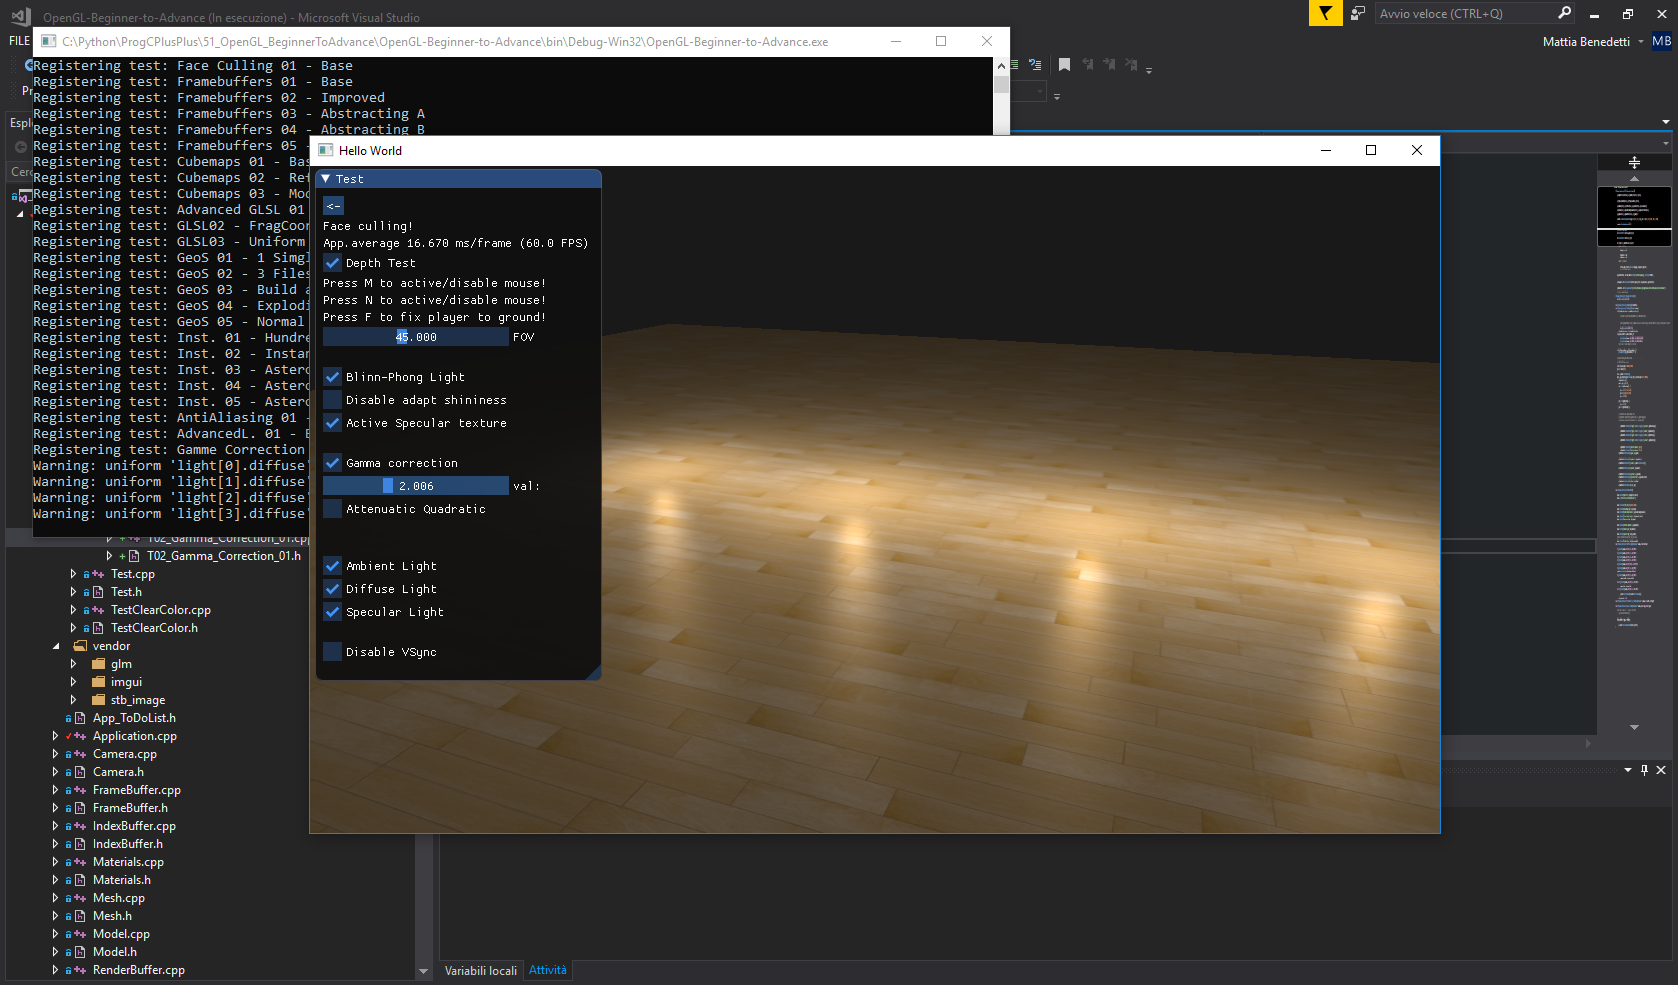 OpenGL-Beginner-to-Advance (In esecuzione) - Microsoft Visual Studio
Avvio veloce (CTRL+Q)
FILE
Mattia Benedetti
MB
C:\Python\ProgCPlusPlus\51_OpenGL_BeginnerToAdvance\OpenGL-Beginner-to-Advance\bin\Debug-Win32\OpenGL-Beginner-to-Advance.exe
Registering test: Face Culling 01 - Base
Registering test: Framebuffers 01 - Base
Registering test: Framebuffers 02 - Improved
Registering test: Framebuffers 03 - Abstracting A
Registering test: Framebuffers 04 - Abstracting B
Registering test: Framebuffers 05 -
Registering test: Cubemaps 01 - Bas
Registering test: Cubemaps 02 - Ref
Registering test: Cubemaps 03 - Mod
Registering test: Advanced GLSL 01
Registering test: GLSL02 - FragCoor
Registering test: GLSL03 - Uniform
Registering test: GeoS 01 - 1 Simgl
Registering test: GeoS 02 - 3 Files
Registering test: GeoS 03 - Build a
Registering test: GeoS 04 - Explodi
Registering test: GeoS 05 - Normal
Registering test: Inst. 01 - Hundre
Registering test: Inst. 02 - Instan
Registering test: Inst. 03 - Astero
Registering test: Inst. 04 - Astero
Registering test: Inst. 05 - Astero
Registering test: AntiAliasing 01 -
Registering test: AdvancedL. 01 - B
Registering test: Gamme Correction
Warning: uniform 'light[0].diffuse'
Warning: uniform 'light[1].diffuse'
Warning: uniform 'light[2].diffuse'
Warning: uniform 'light[3].diffuse'
Pr
Espl
Cerc
Hello World
Test
<-
Face culling!
App.average 16.670 ms/frame (60.0 FPS)
Depth Test
Press M to active/disable mouse!
Press N to active/disable mouse!
Press F to fix player to ground!
45.000 FOV
Blinn-Phong Light
Disable adapt shininess
Active Specular texture
Gamma correction
2.006 val:
Attenuatic Quadratic
Ambient Light
Diffuse Light
Specular Light
Disable VSync
T02_Gamma_Correction_01.cpp
T02_Gamma_Correction_01.h
Test.cpp
Test.h
TestClearColor.cpp
TestClearColor.h
vendor
glm
imgui
stb_image
App_ToDoList.h
Application.cpp
Camera.cpp
Camera.h
FrameBuffer.cpp
FrameBuffer.h
IndexBuffer.cpp
IndexBuffer.h
Materials.cpp
Materials.h
Mesh.cpp
Mesh.h
Model.cpp
Model.h
RenderBuffer.cpp
Variabili locali
Attività